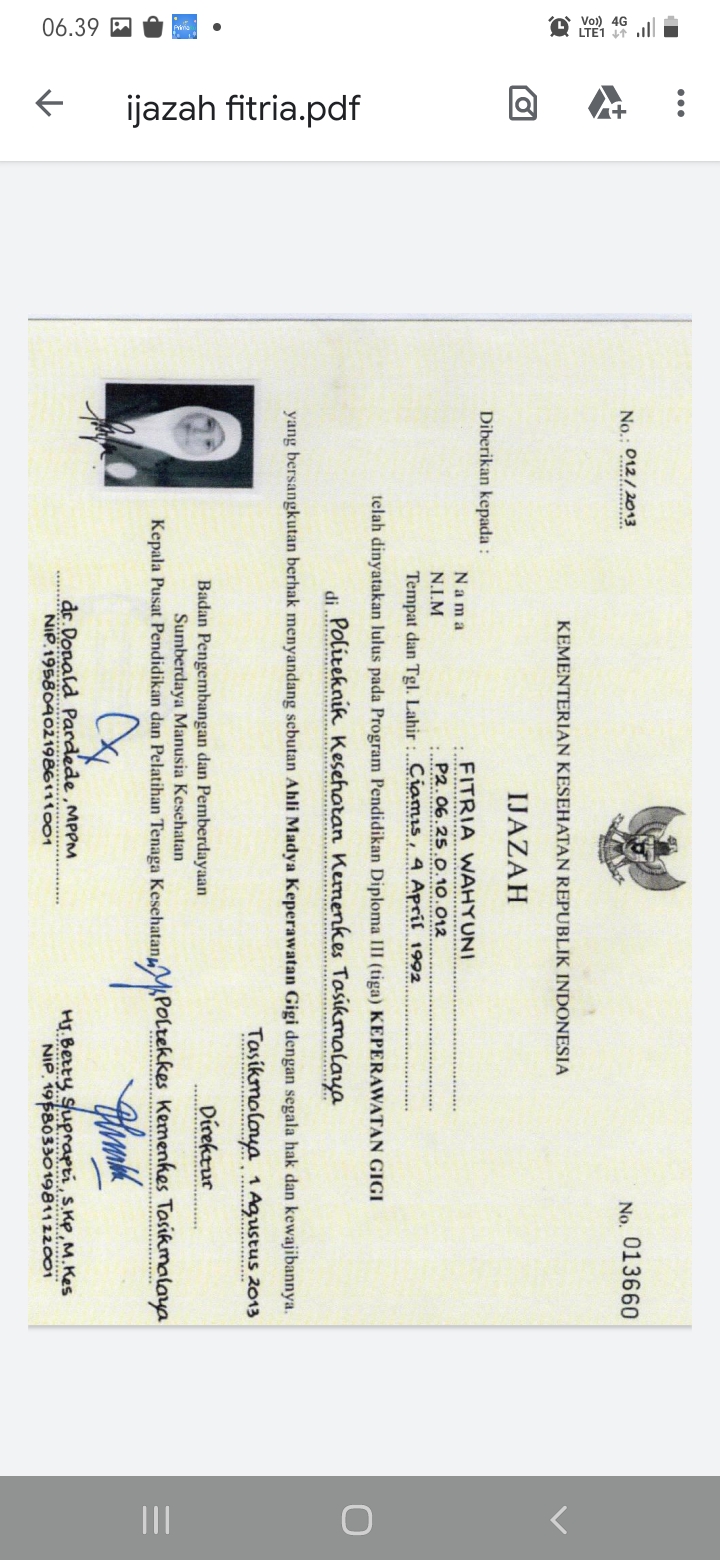 06.39
Prima
Vo))
LTE1
4G
ijazah fitria.pdf
No. : 012/2013
No. 013660
KEMENTERIAN KESEHATAN REPUBLIK INDONESIA
IJAZAH
Diberikan kepada :
N a m a : FITRIA WAHYUNI
N.I.M : P2.06.25.0.10.012
Tempat dan Tgl. Lahir : Ciamis, 4 April 1992
telah dinyatakan lulus pada Program Pendidikan Diploma III (tiga) KEPERAWATAN GIGI
di Politeknik Kesehatan Kemenkes Tasikmalaya
yang bersangkutan berhak menyandang sebutan Ahli Madya Keperawatan Gigi dengan segala hak dan kewajibannya.
Tasikmalaya, 1 Agustus 2013
Badan Pengembangan dan Pemberdayaan
Sumberdaya Manusia Kesehatan
Kepala Pusat Pendidikan dan Pelatihan Tenaga Kesehatan
Direktur
Poltekkes Kemenkes Tasikmalaya
dr. Donald Pardede, MPPM
NIP. 195804021986111001
Hj. Betty Suprapti, S.Kp, M.Kes
NIP. 195803301981122001